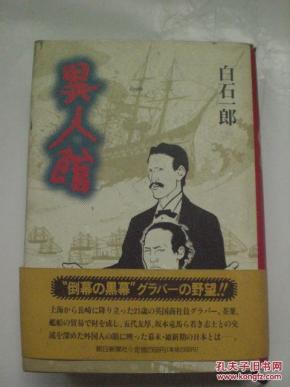 異人館
白石一郎
"倒幕の黒幕"グラバーの野望!!
上海から長崎に降り立った21歳の英国商社員グラバー。茶葉、
艦船の貿易で財を成し、五代友厚、坂本竜馬ら若き志士との交
流を深めた外国人の眼に映った幕末・維新期の日本とは——
朝日新聞社